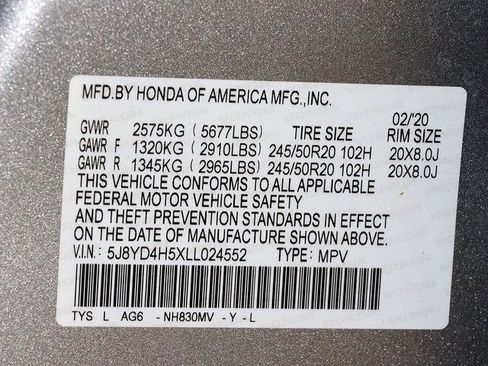 MFD.BY HONDA OF AMERICA MFG.,INC.
02/20
GVWR 2575KG (5677LBS) TIRE SIZE RIM SIZE
GAWR F 1320KG (2910LBS) 245/50R20 102H 20X8.0J
GAWR R 1345KG (2965LBS) 245/50R20 102H 20X8.0J
THIS VEHICLE CONFORMS TO ALL APPLICABLE
FEDERAL MOTOR VEHICLE SAFETY
AND THEFT PREVENTION STANDARDS IN EFFECT
ON THE DATE OF MANUFACTURE SHOWN ABOVE.
V.I.N: 5J8YD4H5XLL024552 TYPE: MPV
TYS L AG6 -NH830MV -Y-L